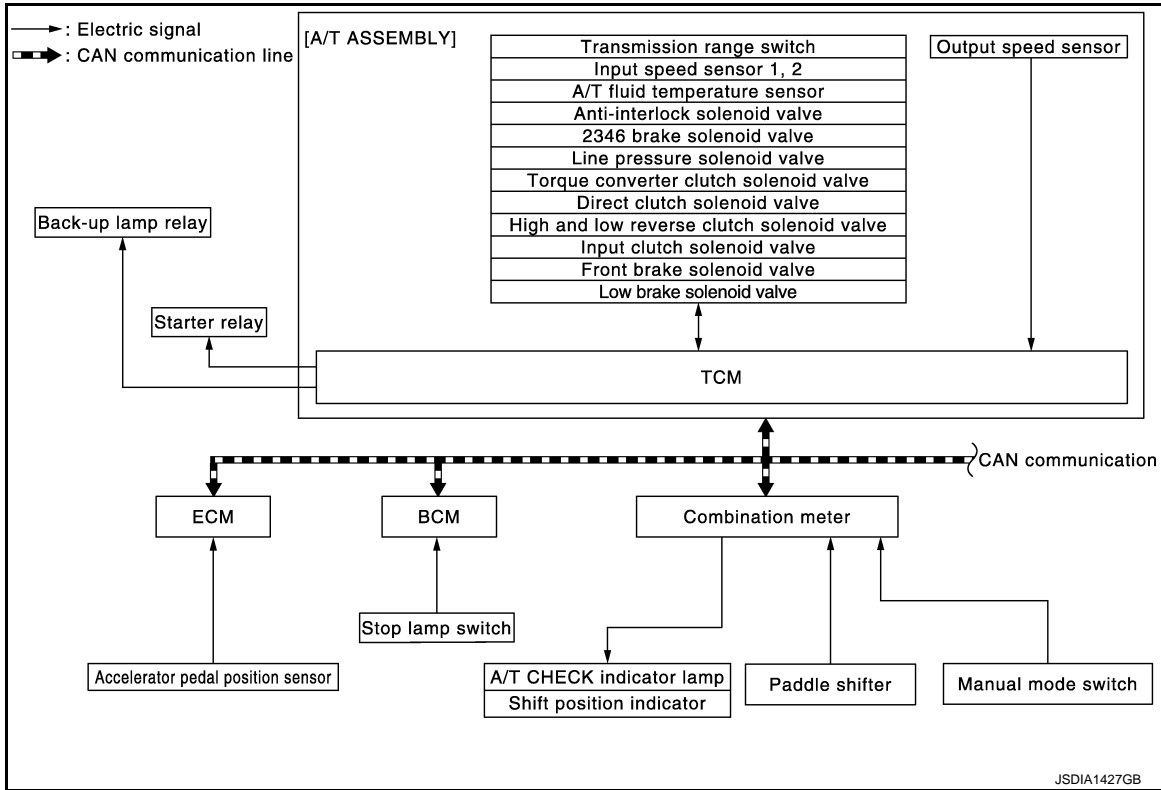 : Electric signal
: CAN communication line
[A/T ASSEMBLY]
Transmission range switch
Input speed sensor 1, 2
A/T fluid temperature sensor
Anti-interlock solenoid valve
2346 brake solenoid valve
Line pressure solenoid valve
Torque converter clutch solenoid valve
Direct clutch solenoid valve
High and low reverse clutch solenoid valve
Input clutch solenoid valve
Front brake solenoid valve
Low brake solenoid valve
Output speed sensor
Back-up lamp relay
Starter relay
TCM
CAN communication
ECM
BCM
Combination meter
Stop lamp switch
Accelerator pedal position sensor
A/T CHECK indicator lamp
Shift position indicator
Paddle shifter
Manual mode switch
JSDIA1427GB